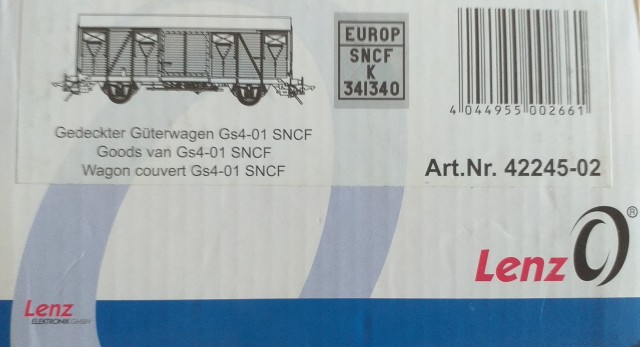 EUROP
SNCF
K
341340
4 044955 002661
Gedeckter Güterwagen Gs4-01 SNCF
Goods van Gs4-01 SNCF
Wagon couvert Gs4-01 SNCF
Art.Nr. 42245-02
Lenz ®
Lenz
ELEKTRONIK GMBH